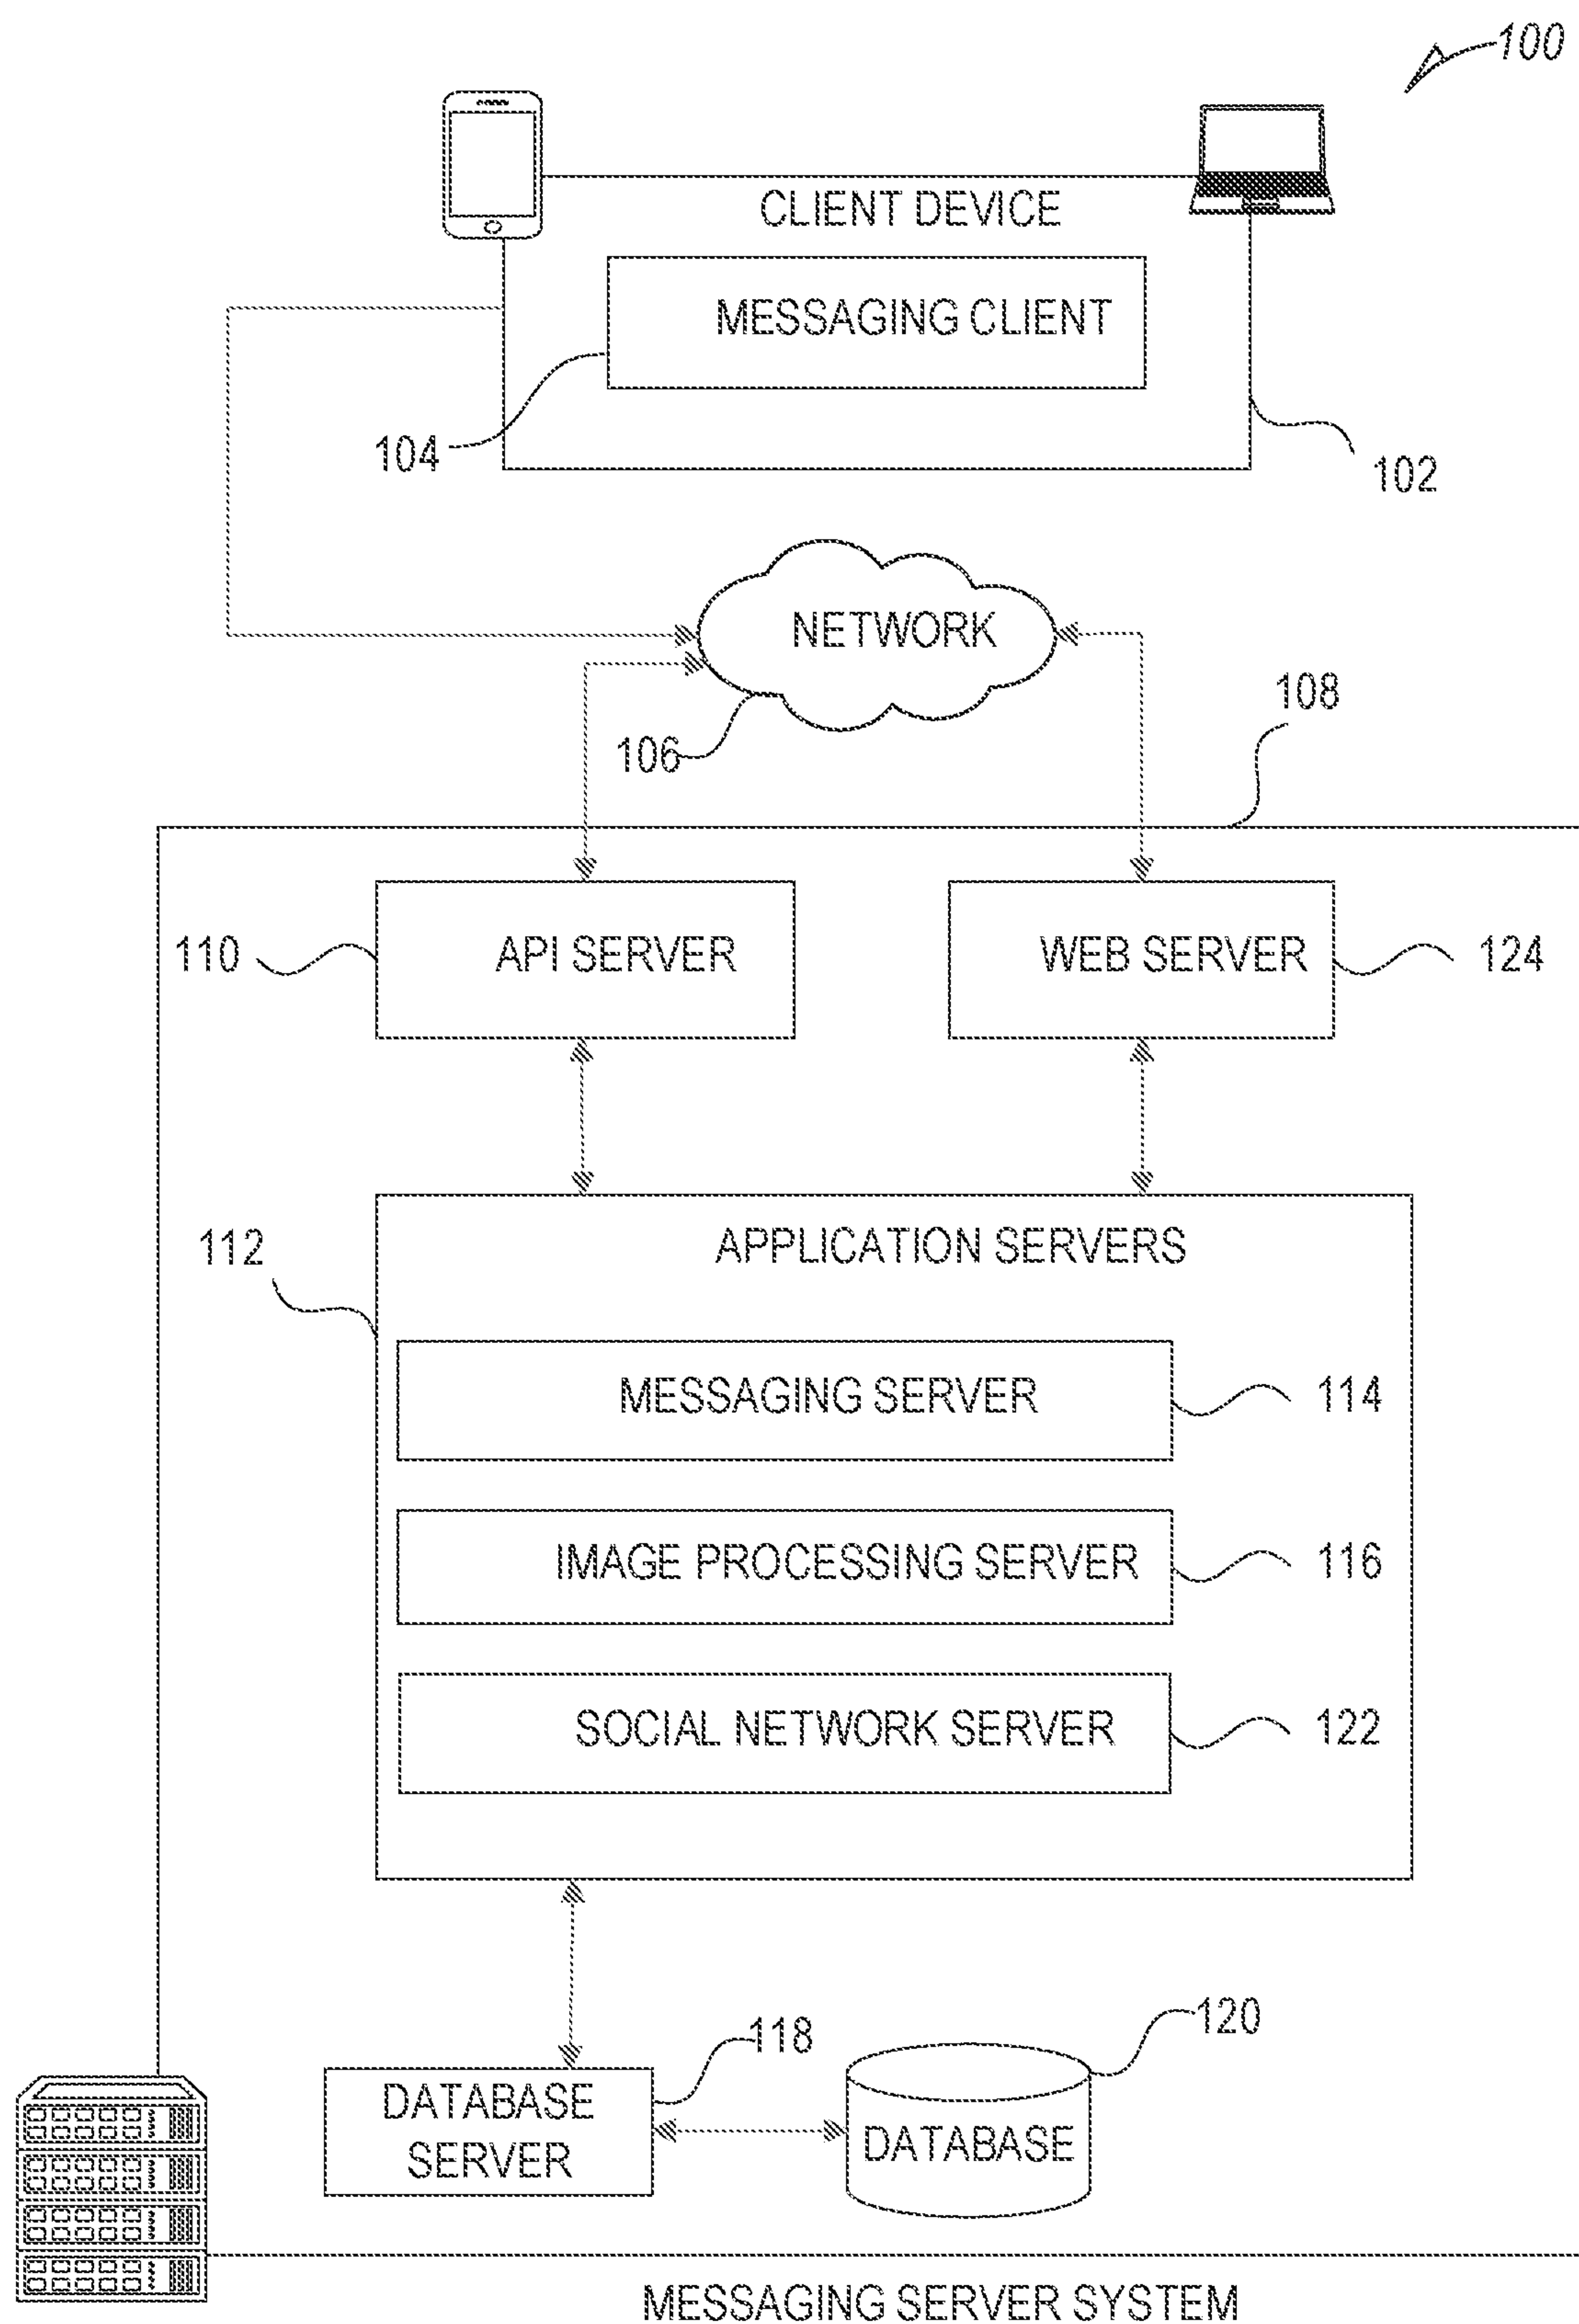 100
CLIENT DEVICE
MESSAGING CLIENT
104
102
NETWORK
106
108
110
API SERVER
WEB SERVER
124
112
APPLICATION SERVERS
MESSAGING SERVER
114
IMAGE PROCESSING SERVER
116
SOCIAL NETWORK SERVER
122
118
120
DATABASE
SERVER
DATABASE
MESSAGING SERVER SYSTEM